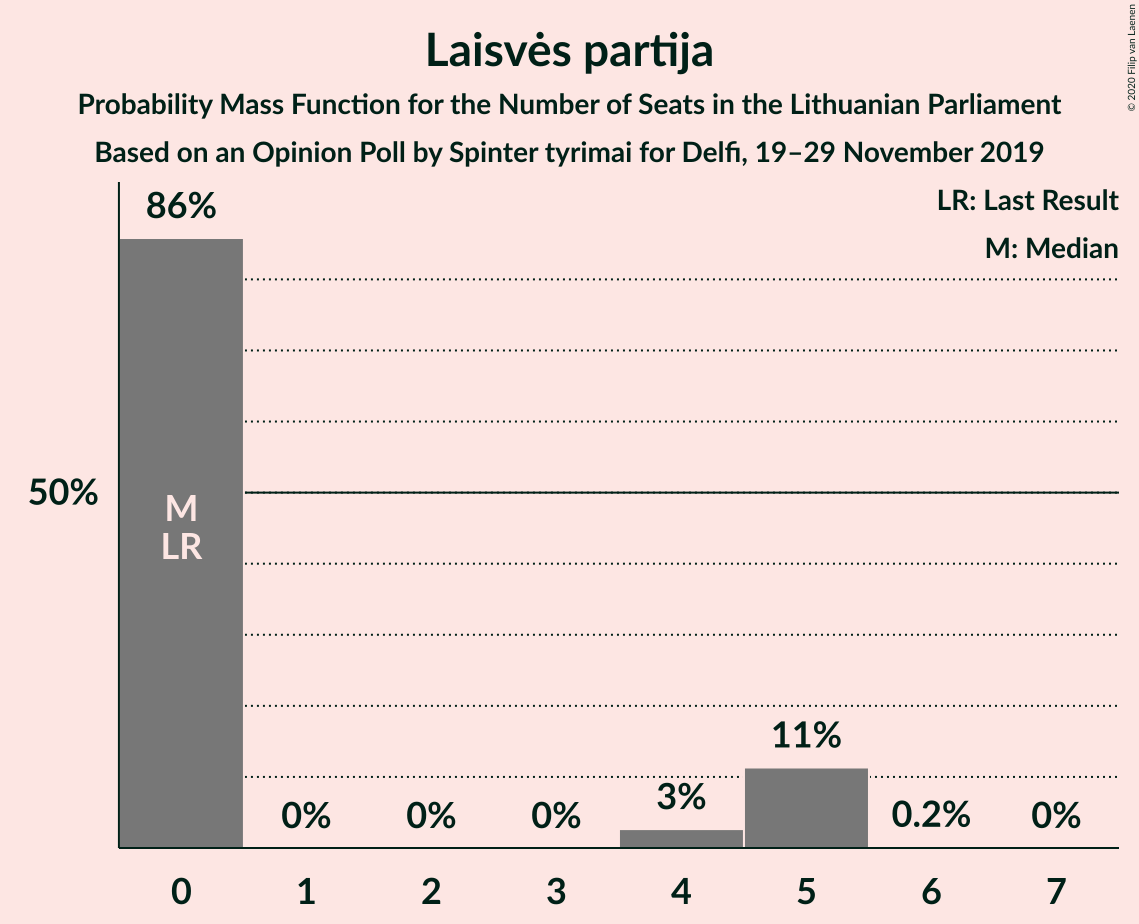 Laisvės partija
Probability Mass Function for the Number of Seats in the Lithuanian Parliament
Based on an Opinion Poll by Spinter tyrimai for Delfi, 19–29 November 2019
© 2020 Filip van Laenen
LR: Last Result
M: Median
86%
50%
M
LR
0%
0%
0%
3%
11%
0.2%
0%
0
1
2
3
4
5
6
7